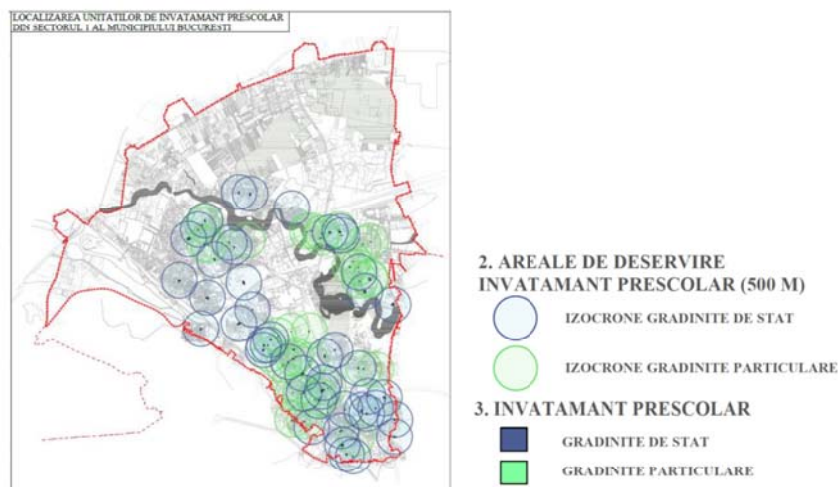 LOCALIZAREA UNITATILOR DE INVATAMANT PRESCOLAR
DIN SECTORUL 1 AL MUNICIPIULUI BUCURESTI
2. AREALE DE DESERVIRE
INVATAMANT PRESCOLAR (500 M)
IZOCRONE GRADINITE DE STAT
IZOCRONE GRADINITE PARTICULARE
3. INVATAMANT PRESCOLAR
GRADINITE DE STAT
GRADINITE PARTICULARE